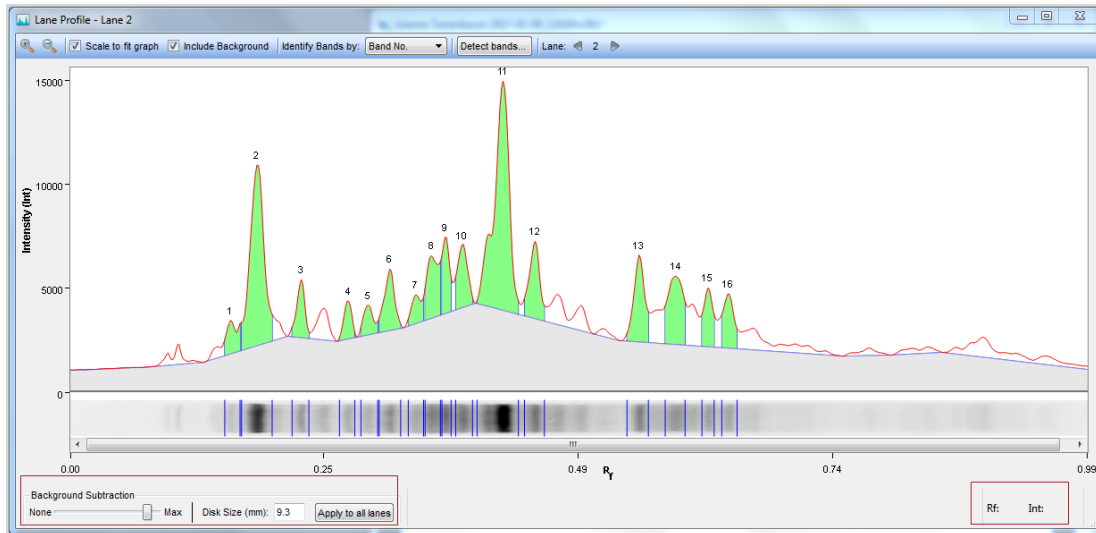 Lane Profile - Lane 2
Scale to fit graph Include Background Identify Bands by: Band No. Detect bands... Lane: 2
15000
10000
5000
0
Intensity (Int)
1 2 3 4 5 6 7 8 9 10 11 12 13 14 15 16
0.00 0.25 0.49 0.74 0.99
Rf
Background Subtraction
None Max Disk Size (mm): 9.3 Apply to all lanes
Rf: Int: